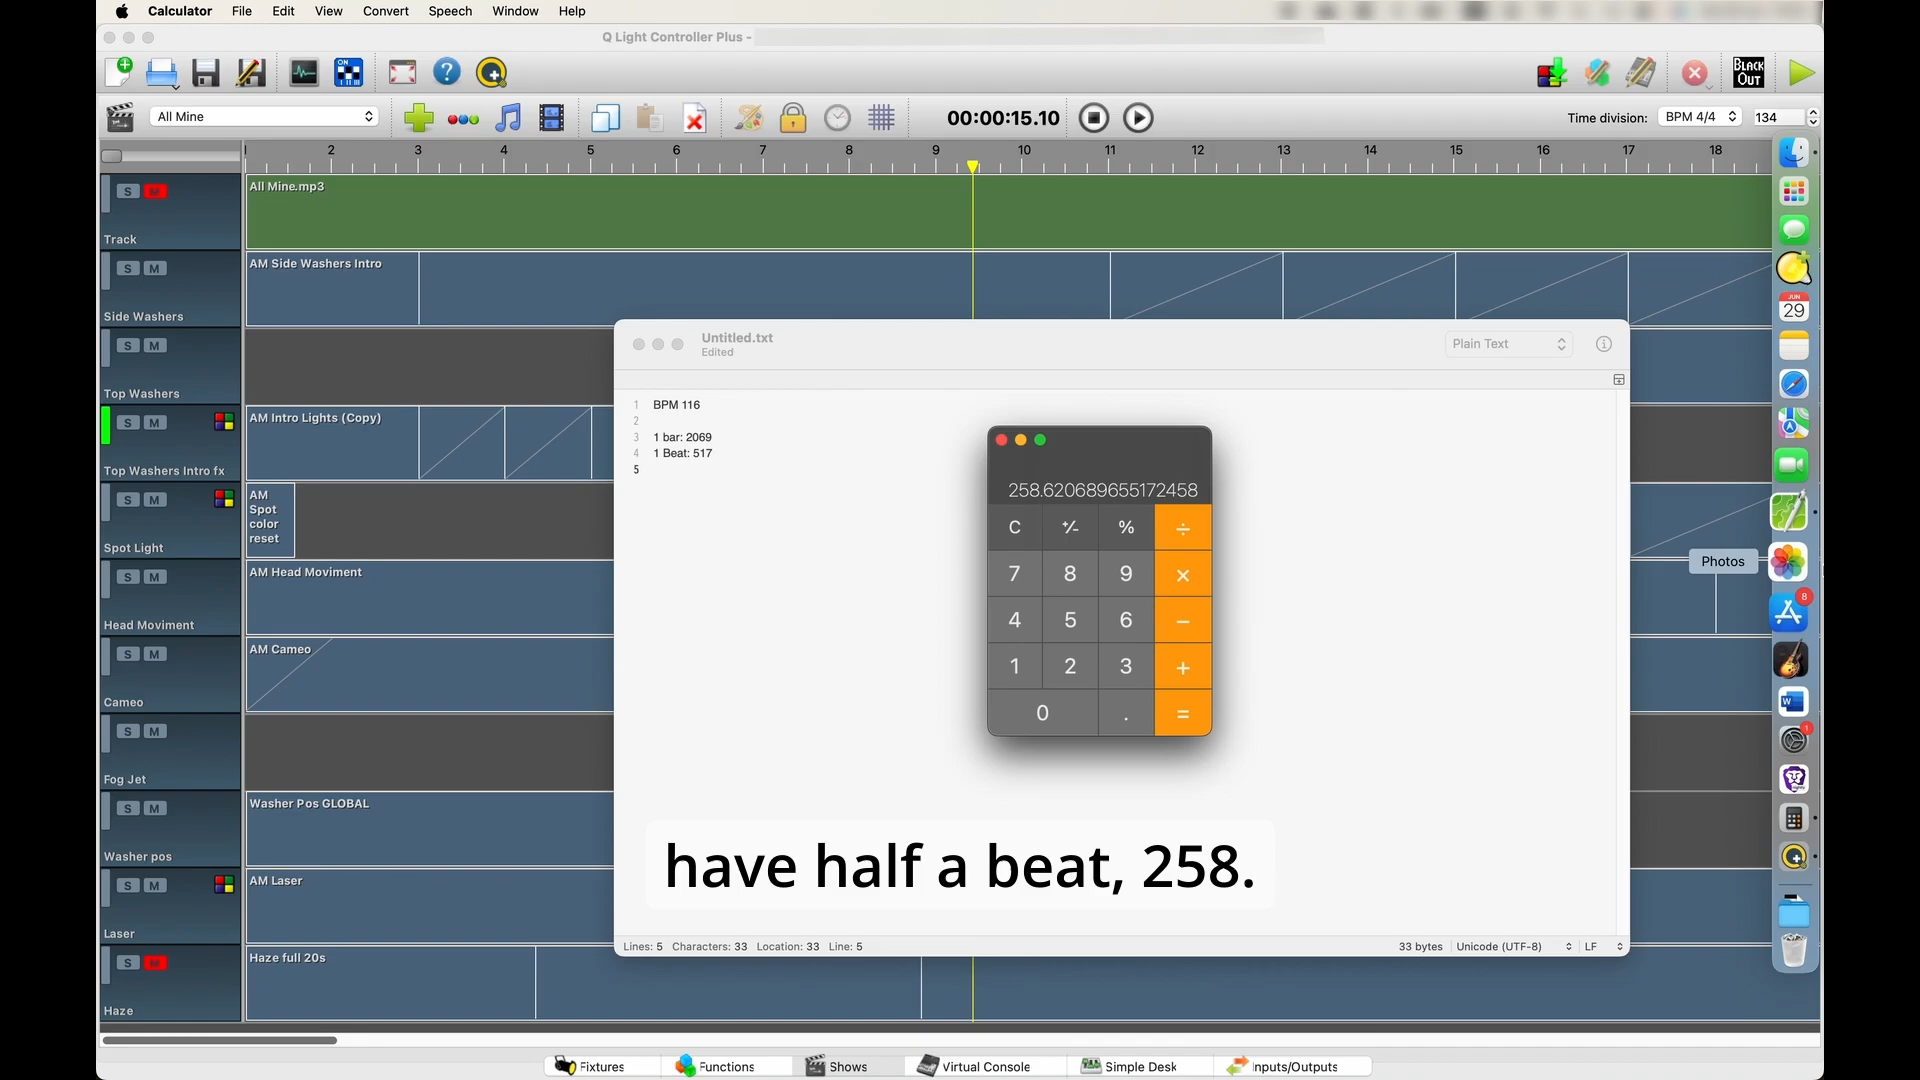 Calculator File Edit View Convert Speech Window Help
Q Light Controller Plus -
ON
BLACK OUT
All Mine
00:00:15.10
Time division: BPM 4/4 134
2 3 4 5 6 7 8 9 10 11 12 13 14 15 16 17 18
S M
Track
All Mine.mp3
S M
Side Washers
AM Side Washers Intro
S M
Top Washers
S M
Top Washers Intro fx
AM Intro Lights (Copy)
S M
Spot Light
AM
Spot
color
reset
S M
Head Moviment
AM Head Moviment
S M
Cameo
AM Cameo
S M
Fog Jet
S M
Washer pos
Washer Pos GLOBAL
S M
Laser
AM Laser
S M
Haze
Haze full 20s
Untitled.txt
Edited
Plain Text
1 BPM 116
2
3 1 bar: 2069
4 1 Beat: 517
5
258.620689655172458
C +/- % ÷
7 8 9 ×
4 5 6 −
1 2 3 +
0 . =
have half a beat, 258.
Lines: 5 Characters: 33 Location: 33 Line: 5
33 bytes Unicode (UTF-8) LF
JUN
29
Photos
8
W
1
Fixtures Functions Shows Virtual Console Simple Desk Inputs/Outputs